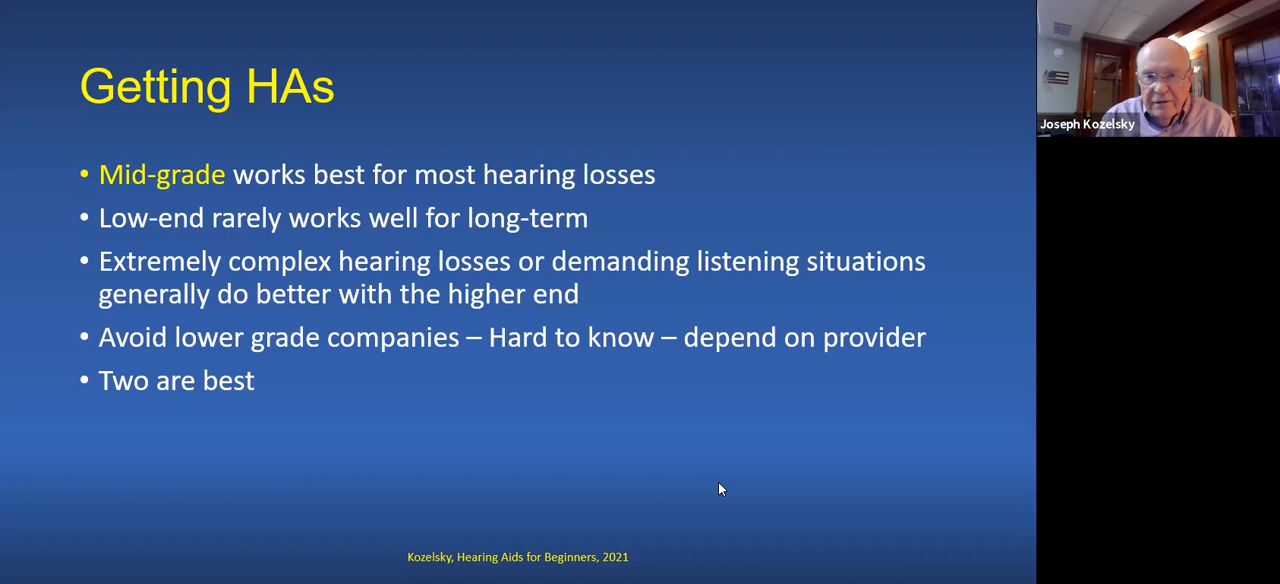 Getting HAs
• Mid-grade works best for most hearing losses
• Low-end rarely works well for long-term
• Extremely complex hearing losses or demanding listening situations
generally do better with the higher end
• Avoid lower grade companies – Hard to know – depend on provider
• Two are best
Kozelsky, Hearing Aids for Beginners, 2021
Joseph Kozelsky